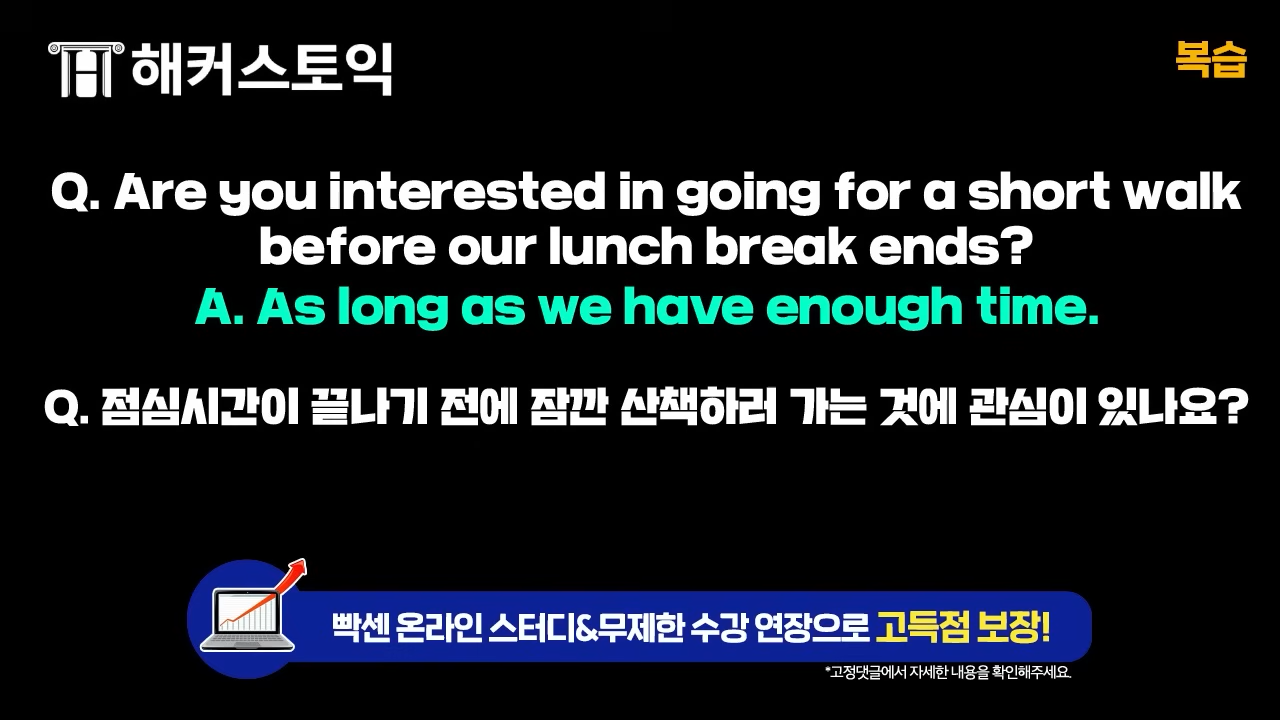 해커스토익
복습
Q. Are you interested in going for a short walk
before our lunch break ends?
A. As long as we have enough time.
Q. 점심시간이 끝나기 전에 잠깐 산책하러 가는 것에 관심이 있나요?
빡센 온라인 스터디&무제한 수강 연장으로 고득점 보장!
*고정댓글에서 자세한 내용을 확인해주세요.